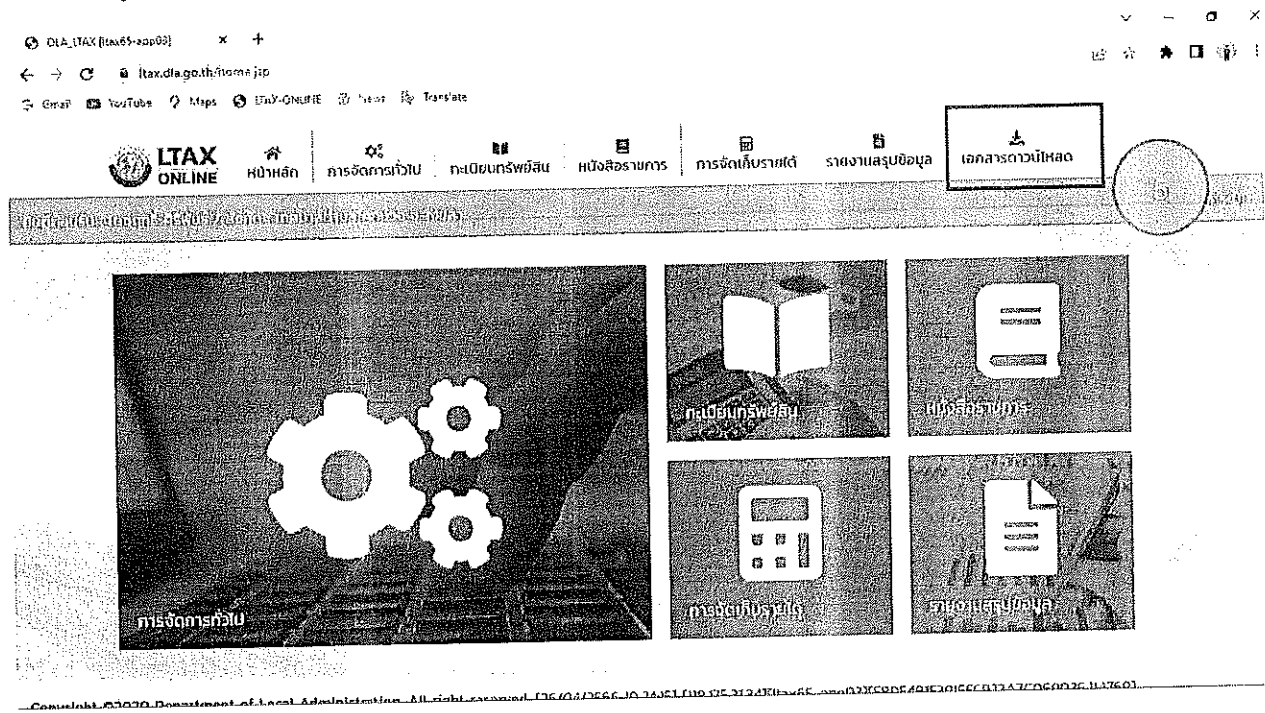 DLA_LTAX [ltax65-app03]
ltax.dla.go.th/home.jsp
Gmail YouTube Maps LTAX-ONLINE News Translate
LTAX ONLINE
หน้าหลัก
การจัดการทั่วไป
ทะเบียนทรัพย์สิน
หนังสือรายการ
การจัดเก็บรายได้
รายงานสรุปข้อมูล
เอกสารดาวน์โหลด
(๑)
ทะเบียนทรัพย์สิน
หนังสือรายการ
การจัดการทั่วไป
การจัดเก็บรายได้
รายงานสรุปข้อมูล
Copyright ©2020 Department of Local Administration. All right reserved.